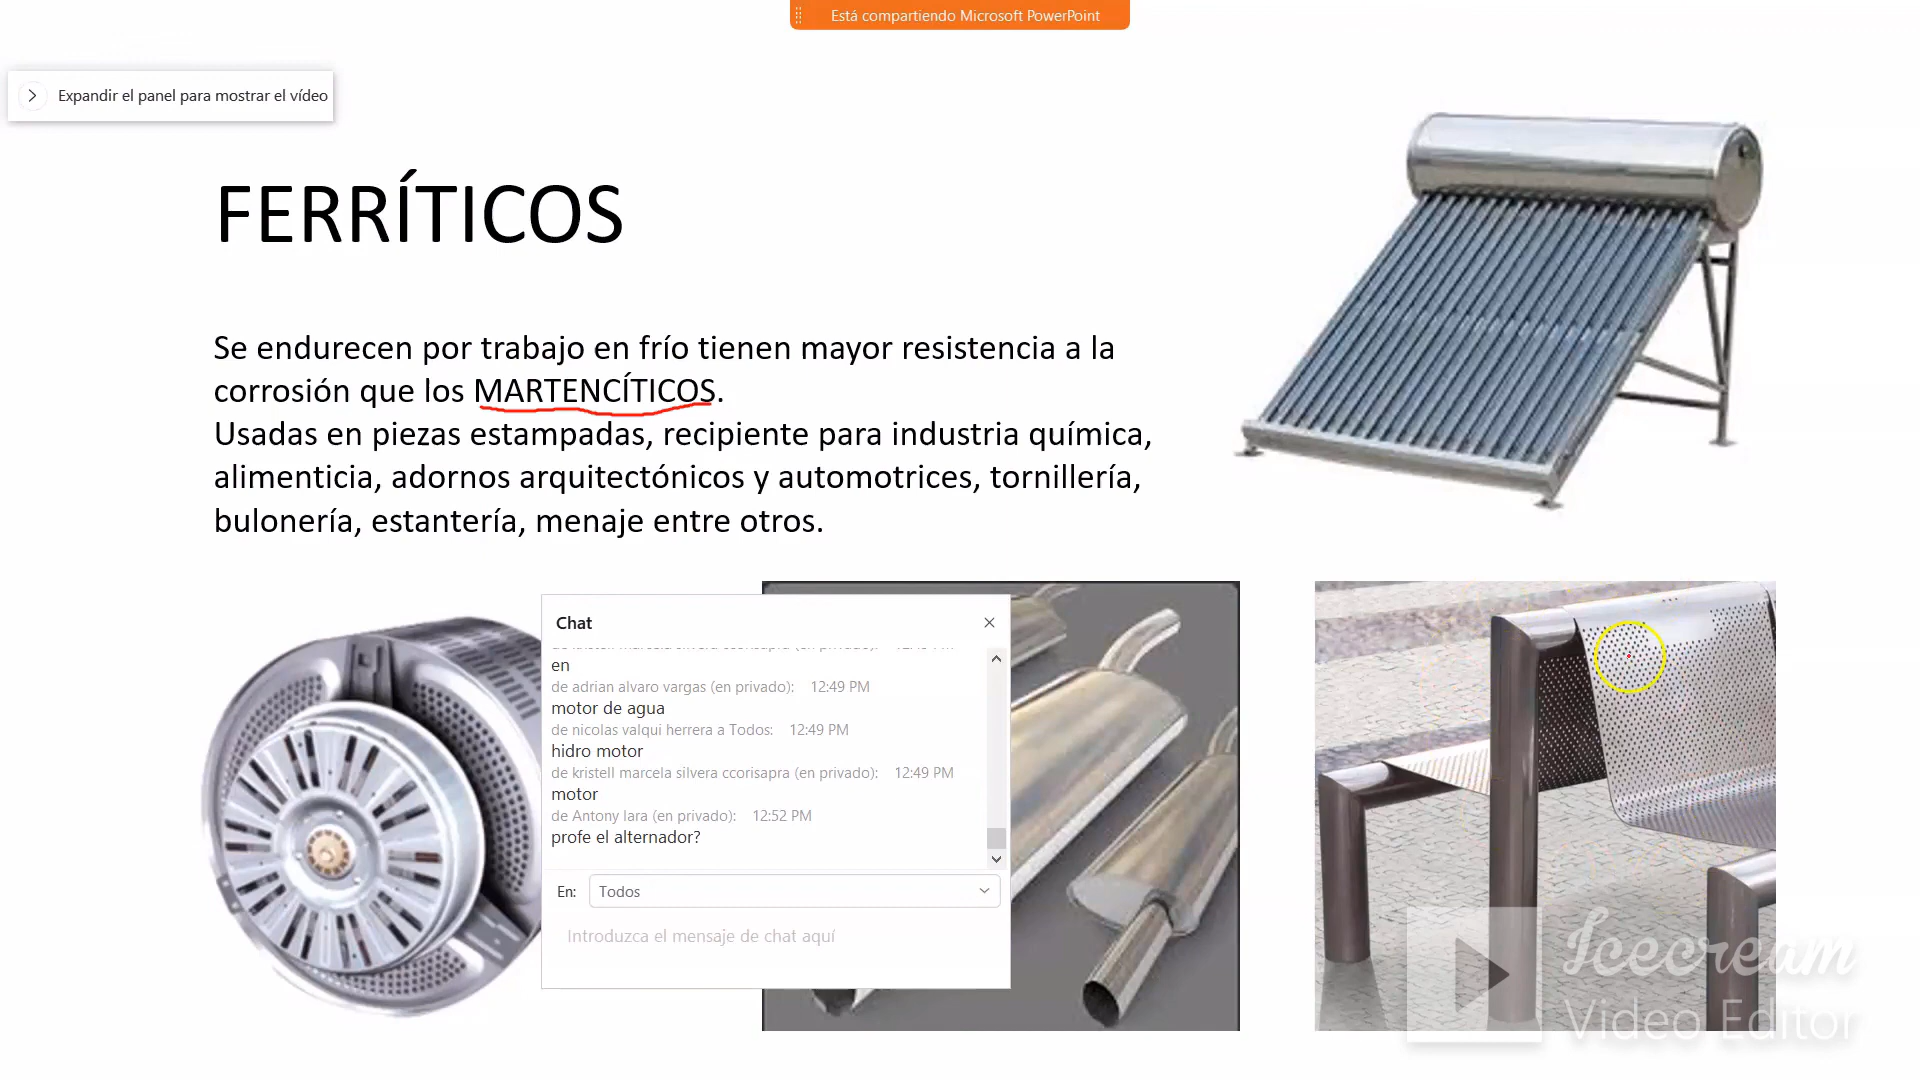 Está compartiendo Microsoft PowerPoint
Expandir el panel para mostrar el vídeo
FERRÍTICOS
Se endurecen por trabajo en frío tienen mayor resistencia a la
corrosión que los MARTENCÍTICOS.
Usadas en piezas estampadas, recipiente para industria química,
alimenticia, adornos arquitectónicos y automotrices, tornillería,
bulonería, estantería, menaje entre otros.
Chat
en
de adrian alvaro vargas (en privado): 12:49 PM
motor de agua
de nicolas valqui herrera a Todos: 12:49 PM
hidro motor
de kristell marcela silvera ccorisapra (en privado): 12:49 PM
motor
de Antony lara (en privado): 12:52 PM
profe el alternador?
En: Todos
Introduzca el mensaje de chat aquí
Icecream
Video Editor